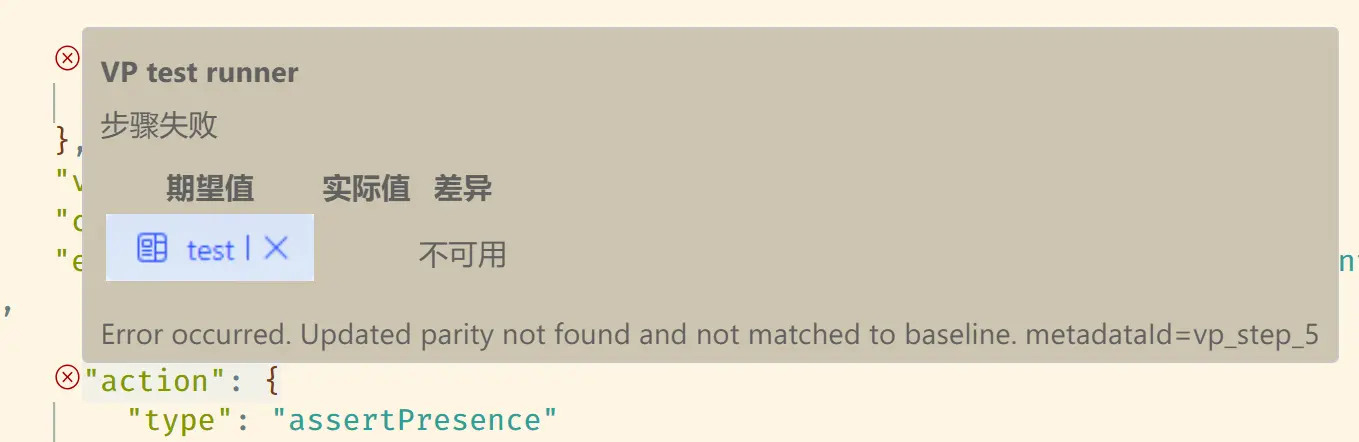 VP test runner
步骤失败
},
"v
期望值 实际值 差异
"c
test
不可用
"e
,
Error occurred. Updated parity not found and not matched to baseline. metadataId=vp_step_5
"action": {
"type": "assertPresence"